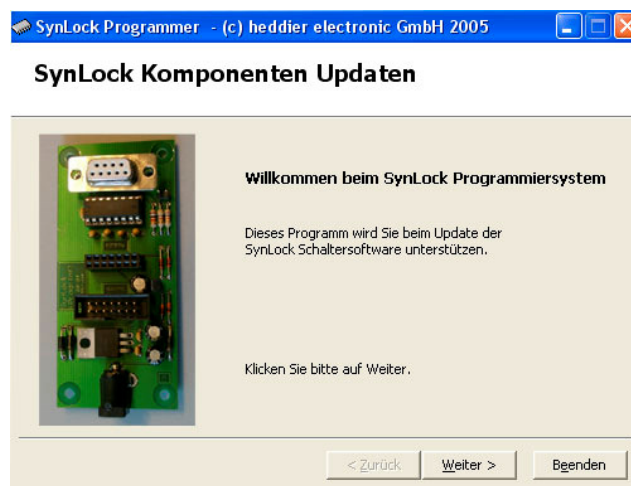 SynLock Programmer - (c) heddier electronic GmbH 2005
SynLock Komponenten Updaten
Willkommen beim SynLock Programmiersystem
Dieses Programm wird Sie beim Update der
SynLock Schaltersoftware unterstützen.
Klicken Sie bitte auf Weiter.
< Zurück Weiter > Beenden